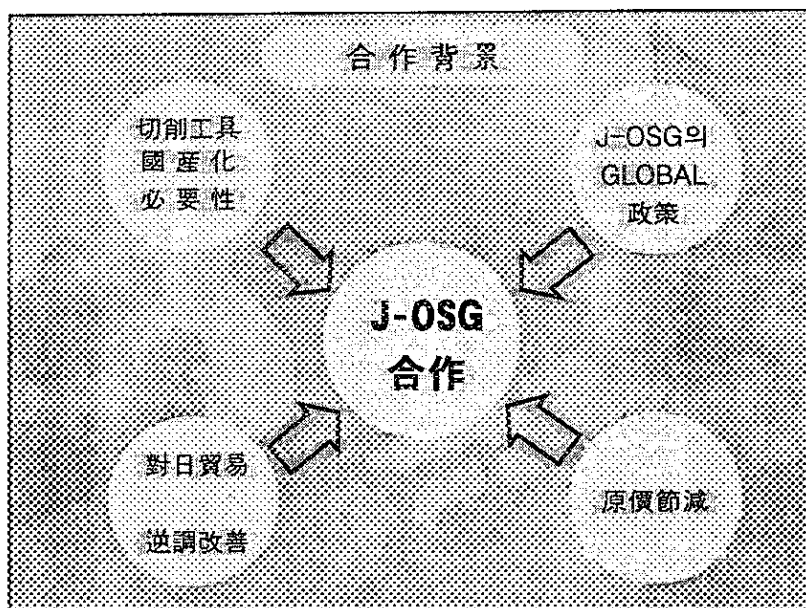 合作背景
切削工具
國産化
必要性
J-OSG의
GLOBAL
政策
J-OSG
合作
對日貿易
逆調改善
原價節減